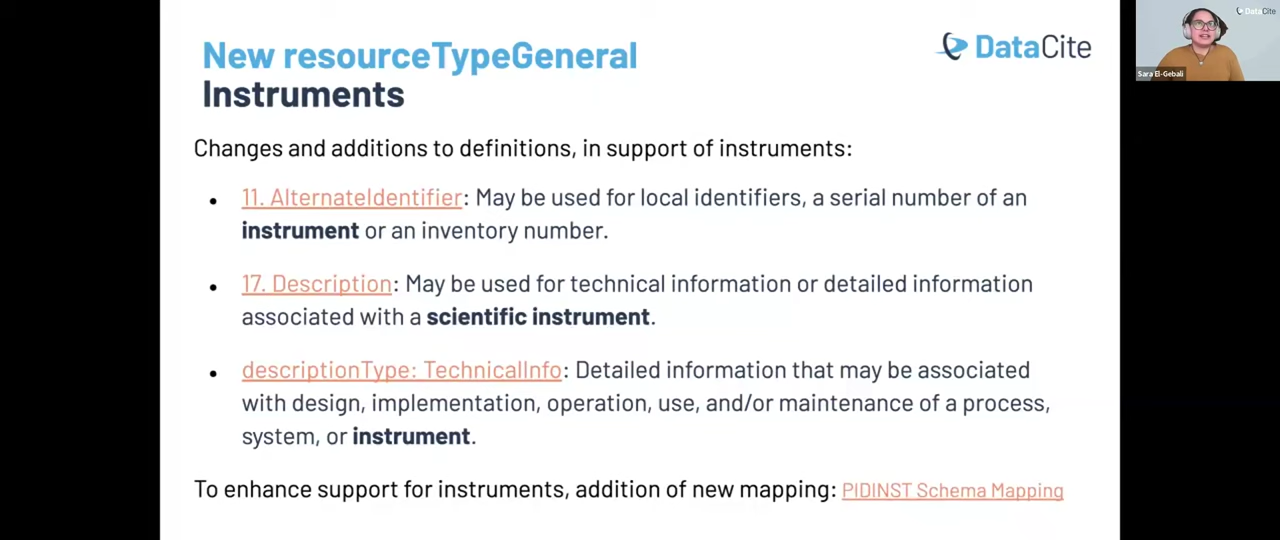 New resourceTypeGeneral
Instruments
DataCite
DataCite
Sara El-Gebali
Changes and additions to definitions, in support of instruments:
• 11. AlternateIdentifier: May be used for local identifiers, a serial number of an
instrument or an inventory number.
• 17. Description: May be used for technical information or detailed information
associated with a scientific instrument.
• descriptionType: TechnicalInfo: Detailed information that may be associated
with design, implementation, operation, use, and/or maintenance of a process,
system, or instrument.
To enhance support for instruments, addition of new mapping: PIDINST Schema Mapping